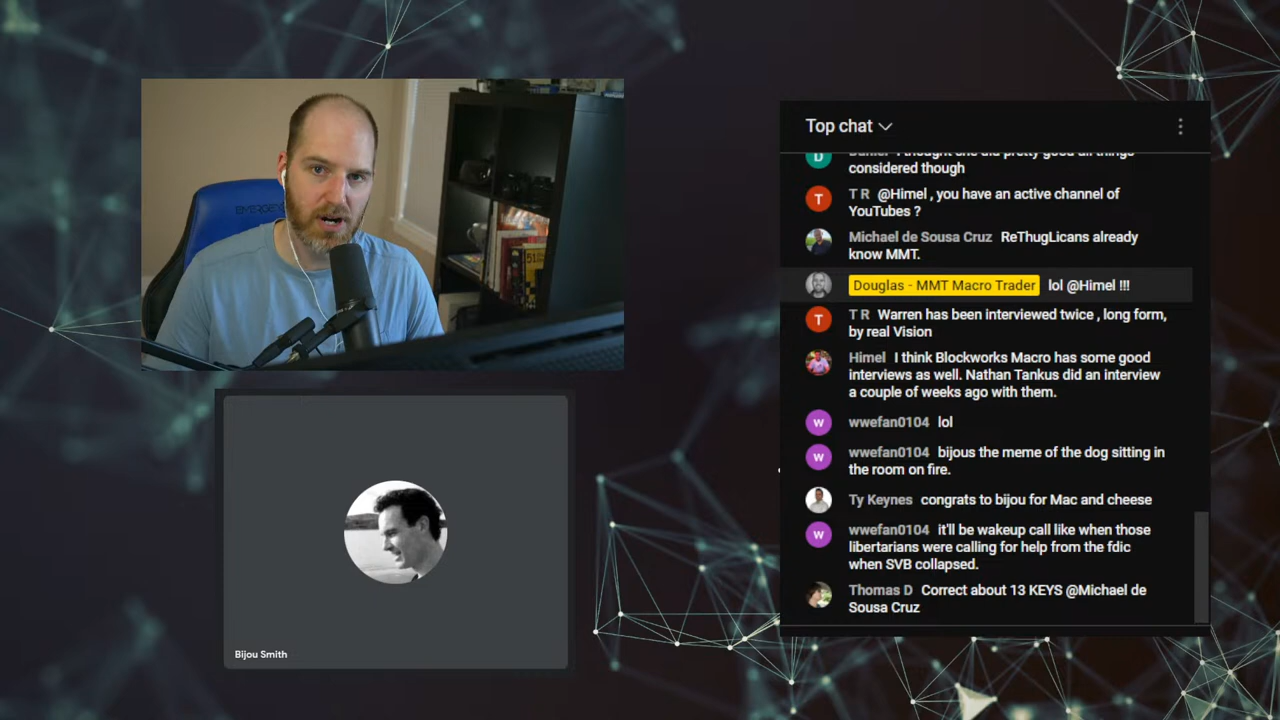 Top chat
considered though
T R @Himel , you have an active channel of
YouTubes ?
Michael de Sousa Cruz ReThugLicans already
know MMT.
Douglas - MMT Macro Trader lol @Himel !!!
T R Warren has been interviewed twice , long form,
by real Vision
Himel I think Blockworks Macro has some good
interviews as well. Nathan Tankus did an interview
a couple of weeks ago with them.
wwefan0104 lol
wwefan0104 bijous the meme of the dog sitting in
the room on fire.
Ty Keynes congrats to bijou for Mac and cheese
wwefan0104 it'll be wakeup call like when those
libertarians were calling for help from the fdic
when SVB collapsed.
Thomas D Correct about 13 KEYS @Michael de
Sousa Cruz
Bijou Smith